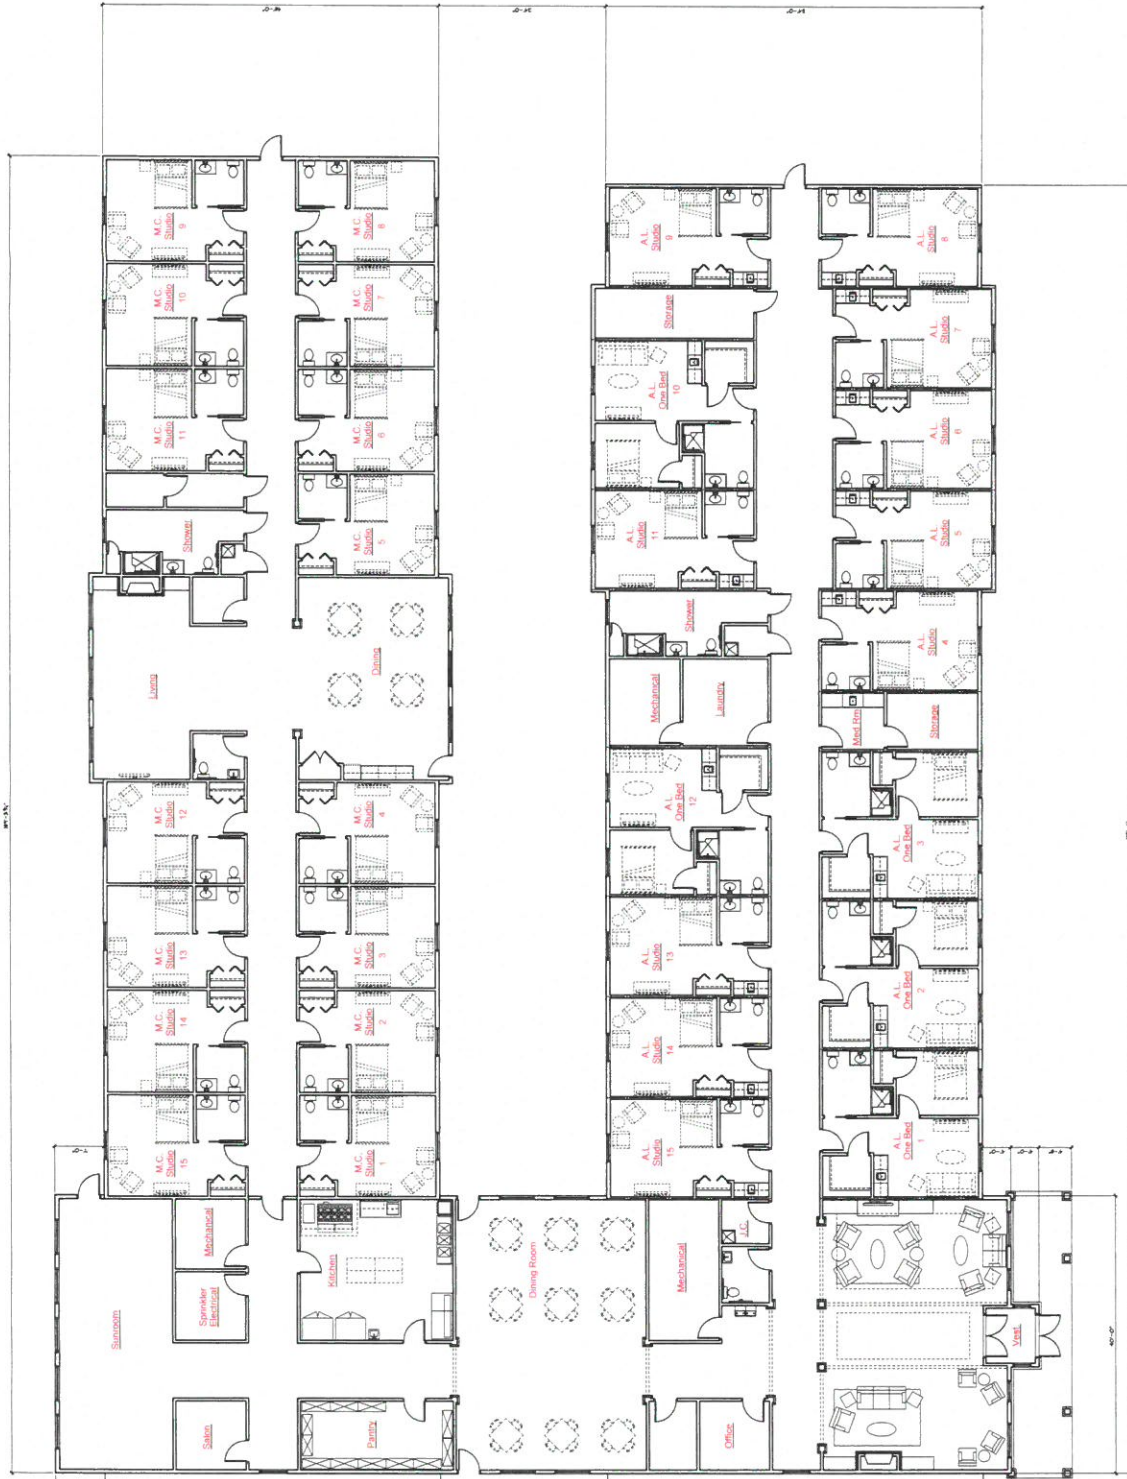 Sunroom
Salon
Sprinkler
Electrical
Mechanical
M.C.
Studio
15
M.C.
Studio
14
M.C.
Studio
13
M.C.
Studio
12
Living
Shower
M.C.
Studio
11
M.C.
Studio
10
M.C.
Studio
9
Pantry
Kitchen
M.C.
Studio
1
M.C.
Studio
2
M.C.
Studio
3
M.C.
Studio
4
Dining
M.C.
Studio
5
M.C.
Studio
6
M.C.
Studio
7
M.C.
Studio
8
Dining Room
Office
Mechanical
J.C.
A.L.
Studio
15
A.L.
Studio
14
A.L.
Studio
13
A.L.
One Bed
12
Mechanical
Laundry
Shower
A.L.
Studio
11
A.L.
One Bed
10
Storage
A.L.
Studio
9
A.L.
One Bed
1
A.L.
One Bed
2
A.L.
One Bed
3
Med Rm
Storage
A.L.
Studio
4
A.L.
Studio
5
A.L.
Studio
6
A.L.
Studio
7
A.L.
Studio
8
Vest
40'-0"